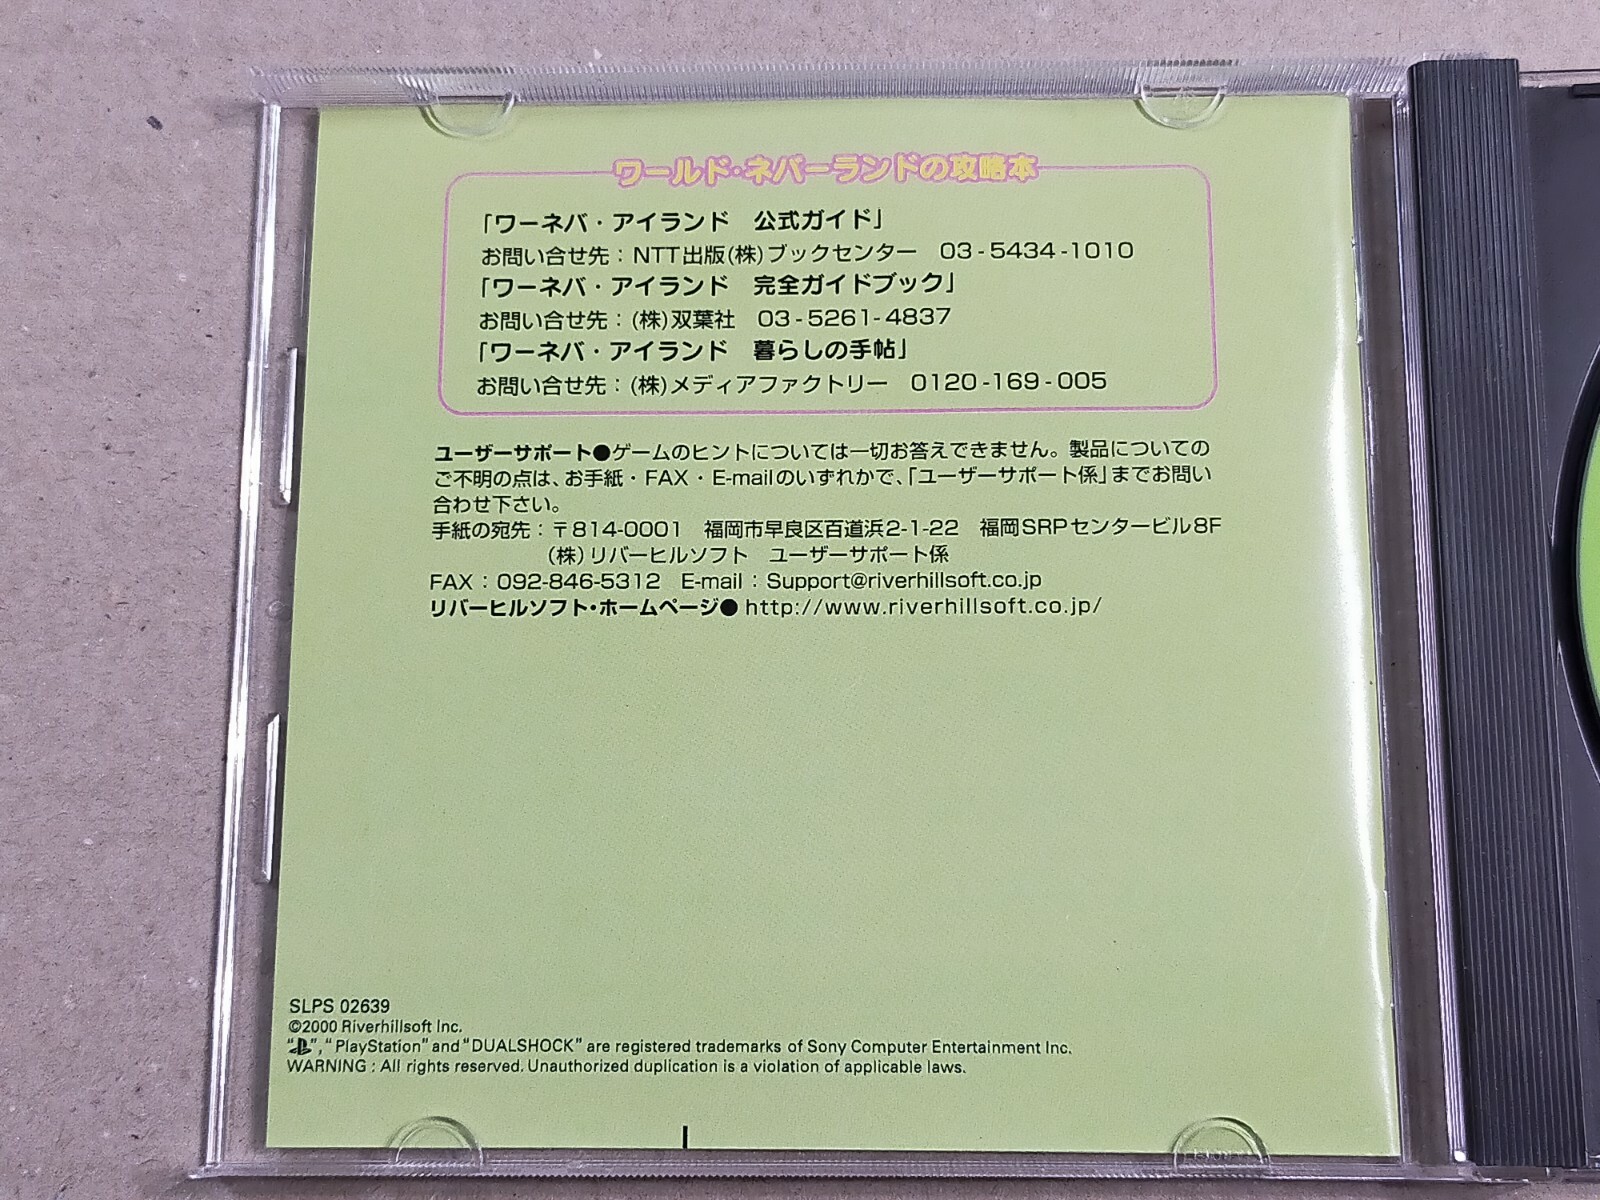 ワールド・ネバーランドの攻略本
「ワーネバ・アイランド 公式ガイド」
お問い合せ先：NTT出版(株)ブックセンター 03-5434-1010
「ワーネバ・アイランド 完全ガイドブック」
お問い合せ先：(株)双葉社 03-5261-4837
「ワーネバ・アイランド 暮らしの手帖」
お問い合せ先：(株)メディアファクトリー 0120-169-005
ユーザーサポート●ゲームのヒントについては一切お答えできません。製品についての
ご不明の点は、お手紙・FAX・E-mailのいずれかで、「ユーザーサポート係」までお問い
合わせ下さい。
手紙の宛先：〒814-0001 福岡市早良区百道浜2-1-22 福岡SRPセンタービル8F
(株)リバーヒルソフト ユーザーサポート係
FAX：092-846-5312 E-mail：Support@riverhillsoft.co.jp
リバーヒルソフト・ホームページ●http://www.riverhillsoft.co.jp/
SLPS 02639
©2000 Riverhillsoft Inc.
“ ”, “PlayStation” and “DUALSHOCK” are registered trademarks of Sony Computer Entertainment Inc.
WARNING : All rights reserved. Unauthorized duplication is a violation of applicable laws.